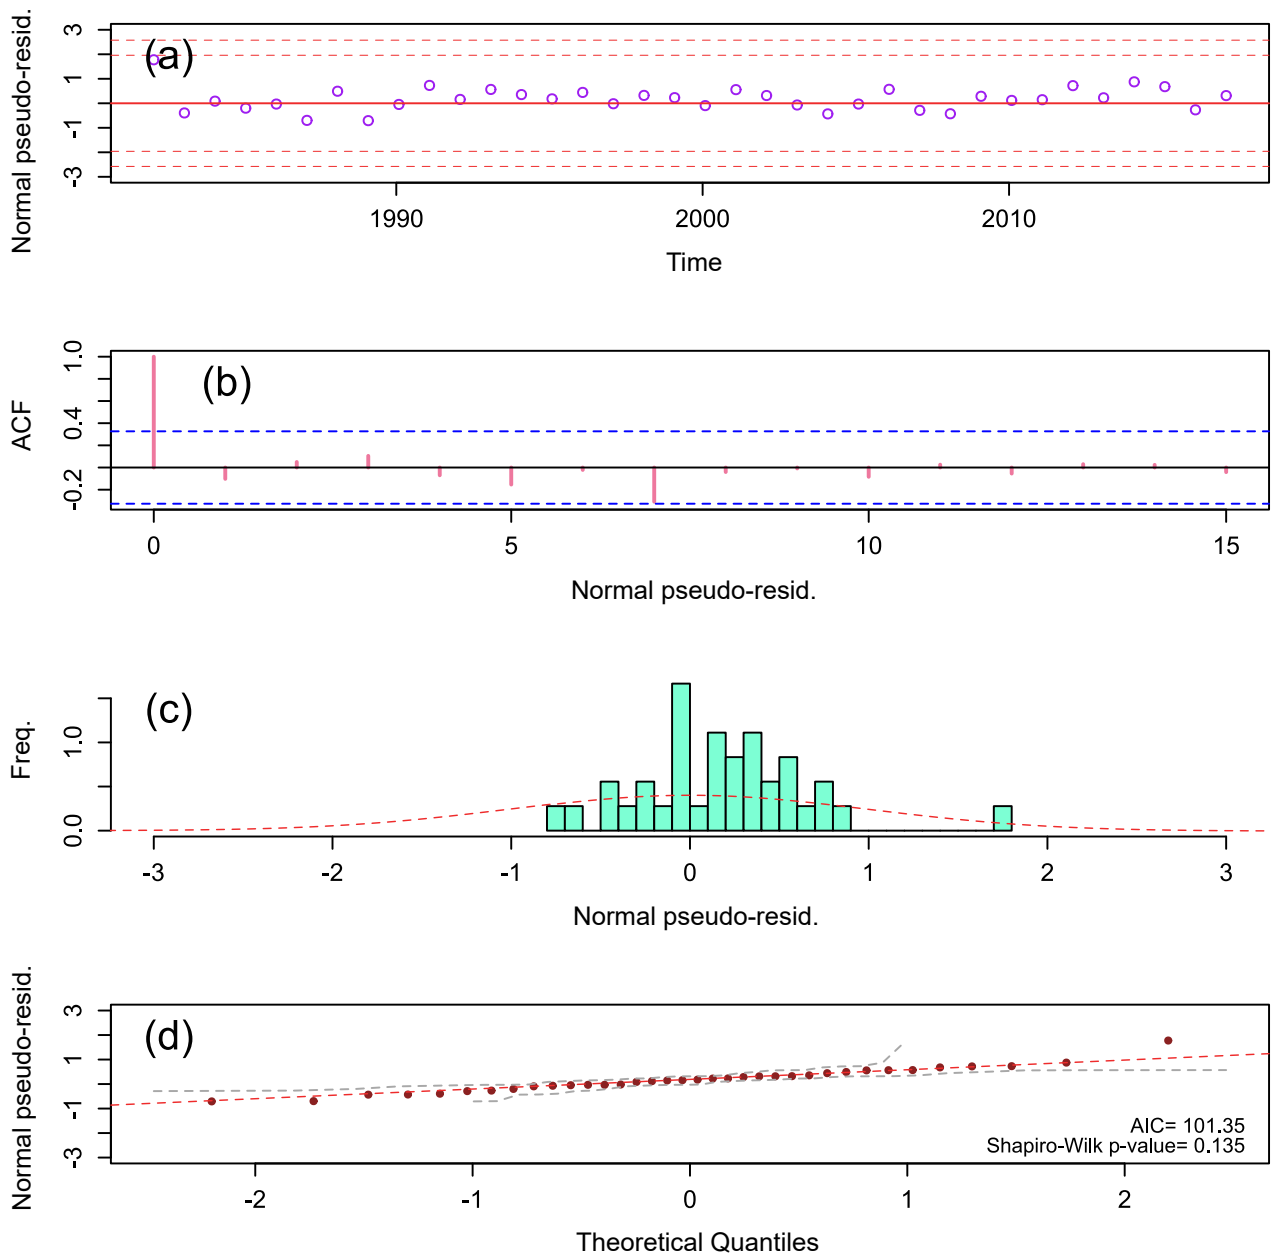 (a)
Normal pseudo-resid.
3
1
-1
-3
1990 2000 2010
Time
(b)
ACF
1.0
0.4
-0.2
0 5 10 15
Normal pseudo-resid.
(c)
Freq.
1.0
0.0
-3 -2 -1 0 1 2 3
Normal pseudo-resid.
(d)
Normal pseudo-resid.
3
1
-1
-3
AIC= 101.35
Shapiro-Wilk p-value= 0.135
-2 -1 0 1 2
Theoretical Quantiles